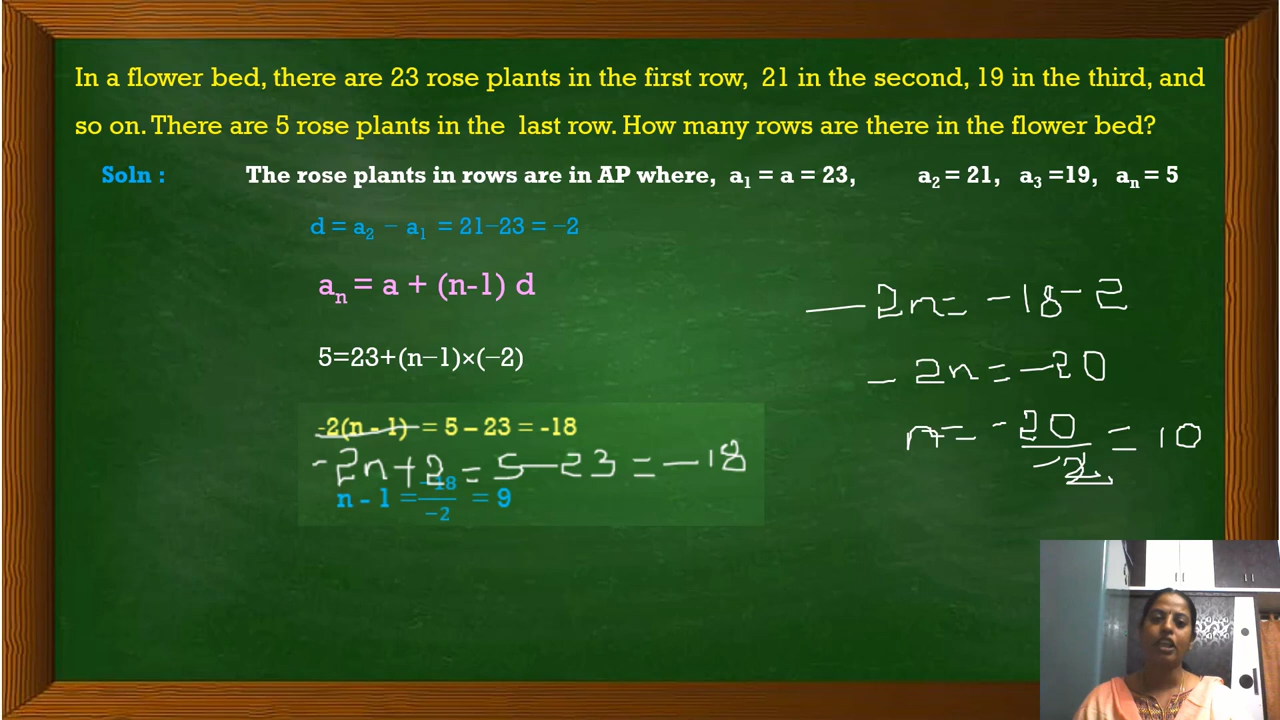 In a flower bed, there are 23 rose plants in the first row, 21 in the second, 19 in the third, and
so on. There are 5 rose plants in the last row. How many rows are there in the flower bed?
Soln : The rose plants in rows are in AP where, a₁ = a = 23, a₂ = 21, a₃ =19, aₙ = 5
d = a₂ − a₁ = 21−23 = −2
aₙ = a + (n-1) d
5=23+(n−1)×(−2)
-2(n - 1) = 5 – 23 = -18
-2n+2 = 5-23 = -18
n - 1 = −18/−2 = 9
-2n = -18-2
-2n = -20
n = -20/-2 = 10